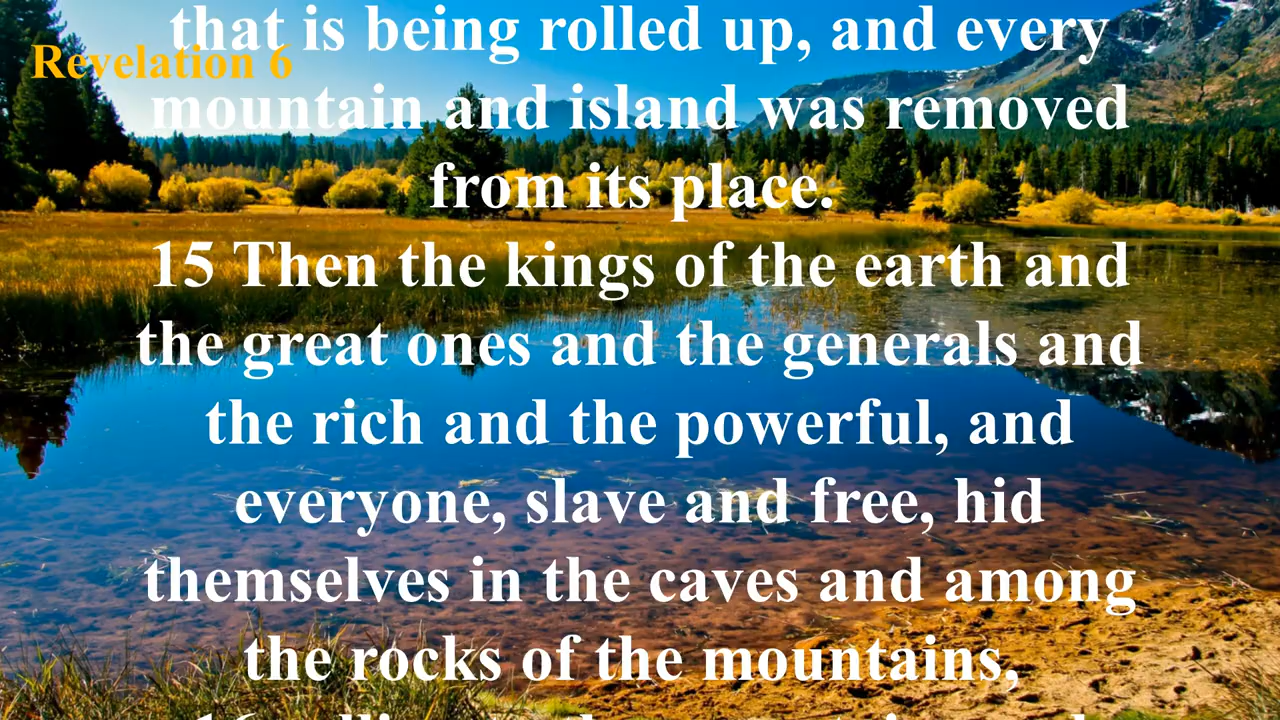 that is being rolled up, and every
Revelation 6
mountain and island was removed
from its place.
15 Then the kings of the earth and
the great ones and the generals and
the rich and the powerful, and
everyone, slave and free, hid
themselves in the caves and among
the rocks of the mountains,